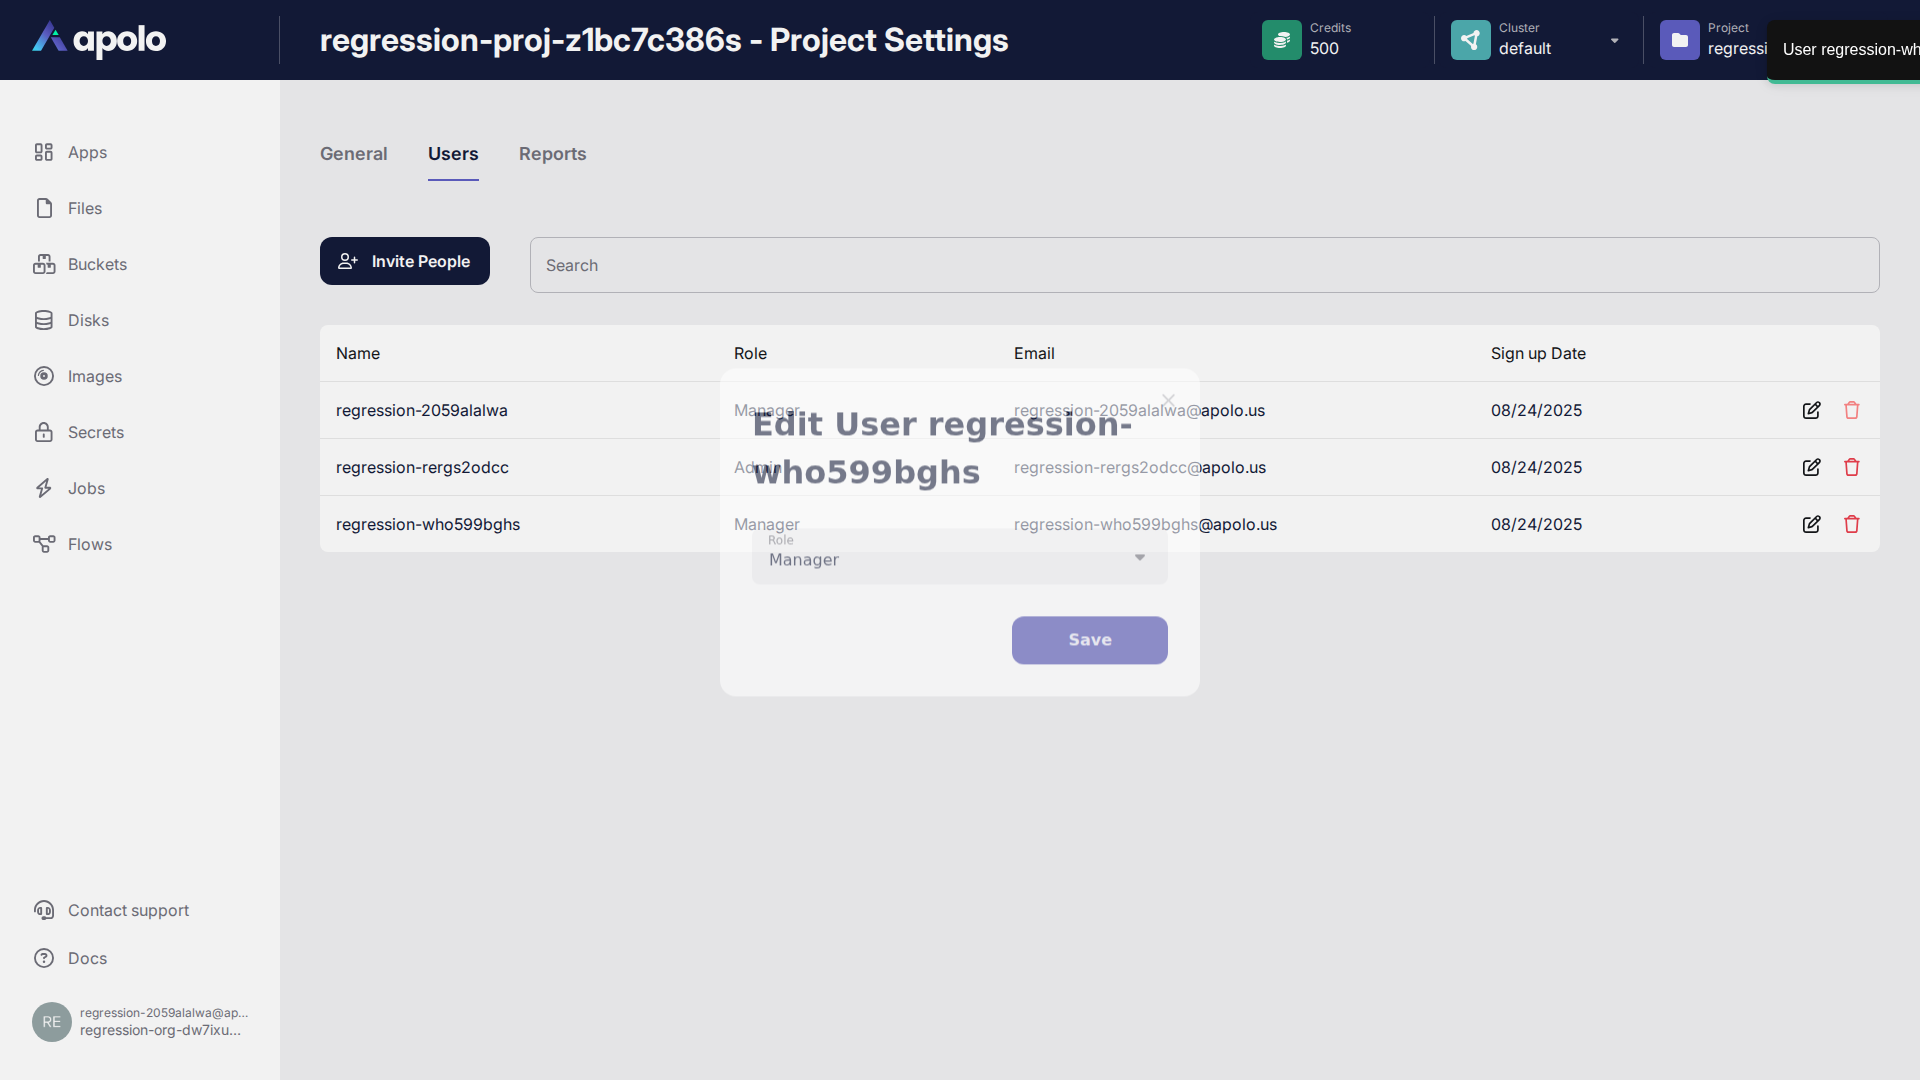 apolo
regression-proj-z1bc7c386s - Project Settings
Credits
500
Cluster
default
Project
regressi
User regression-wh
Apps
Files
Buckets
Disks
Images
Secrets
Jobs
Flows
General
Users
Reports
Invite People
Search
Name Role Email Sign up Date
regression-2059alalwa Manager regression-2059alalwa@apolo.us 08/24/2025
regression-rergs2odcc Admin regression-rergs2odcc@apolo.us 08/24/2025
regression-who599bghs Manager regression-who599bghs@apolo.us 08/24/2025
Edit User regression-
who599bghs
Role
Manager
Save
Contact support
Docs
RE
regression-2059alalwa@ap...
regression-org-dw7ixu...